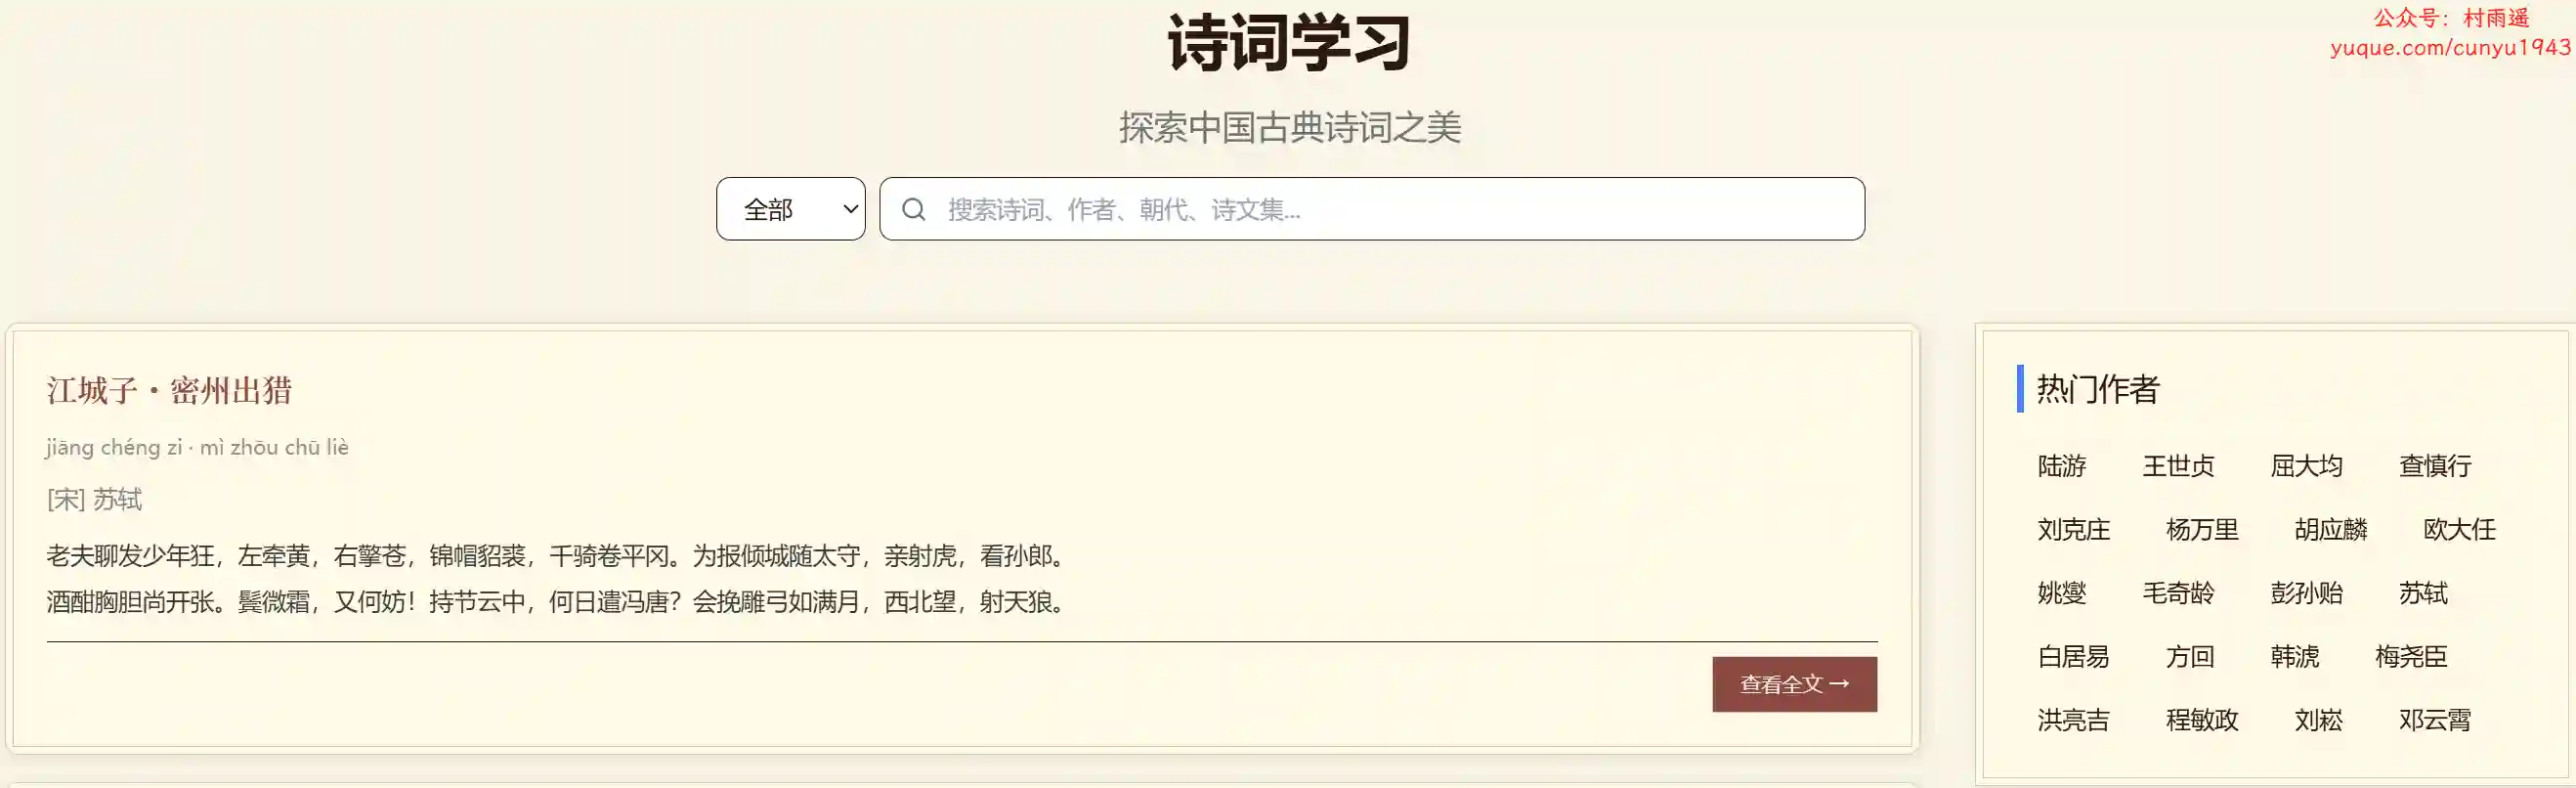 诗词学习
公众号：村雨遥
yuque.com/cunyu1943
探索中国古典诗词之美
全部
搜索诗词、作者、朝代、诗文集...
江城子·密州出猎
jiāng chéng zi · mì zhōu chū liè
[宋] 苏轼
老夫聊发少年狂，左牵黄，右擎苍，锦帽貂裘，千骑卷平冈。为报倾城随太守，亲射虎，看孙郎。
酒酣胸胆尚开张。鬓微霜，又何妨！持节云中，何日遣冯唐？会挽雕弓如满月，西北望，射天狼。
查看全文→
热门作者
陆游 王世贞 屈大均 查慎行
刘克庄 杨万里 胡应麟 欧大任
姚燮 毛奇龄 彭孙贻 苏轼
白居易 方回 韩淲 梅尧臣
洪亮吉 程敏政 刘崧 邓云霄